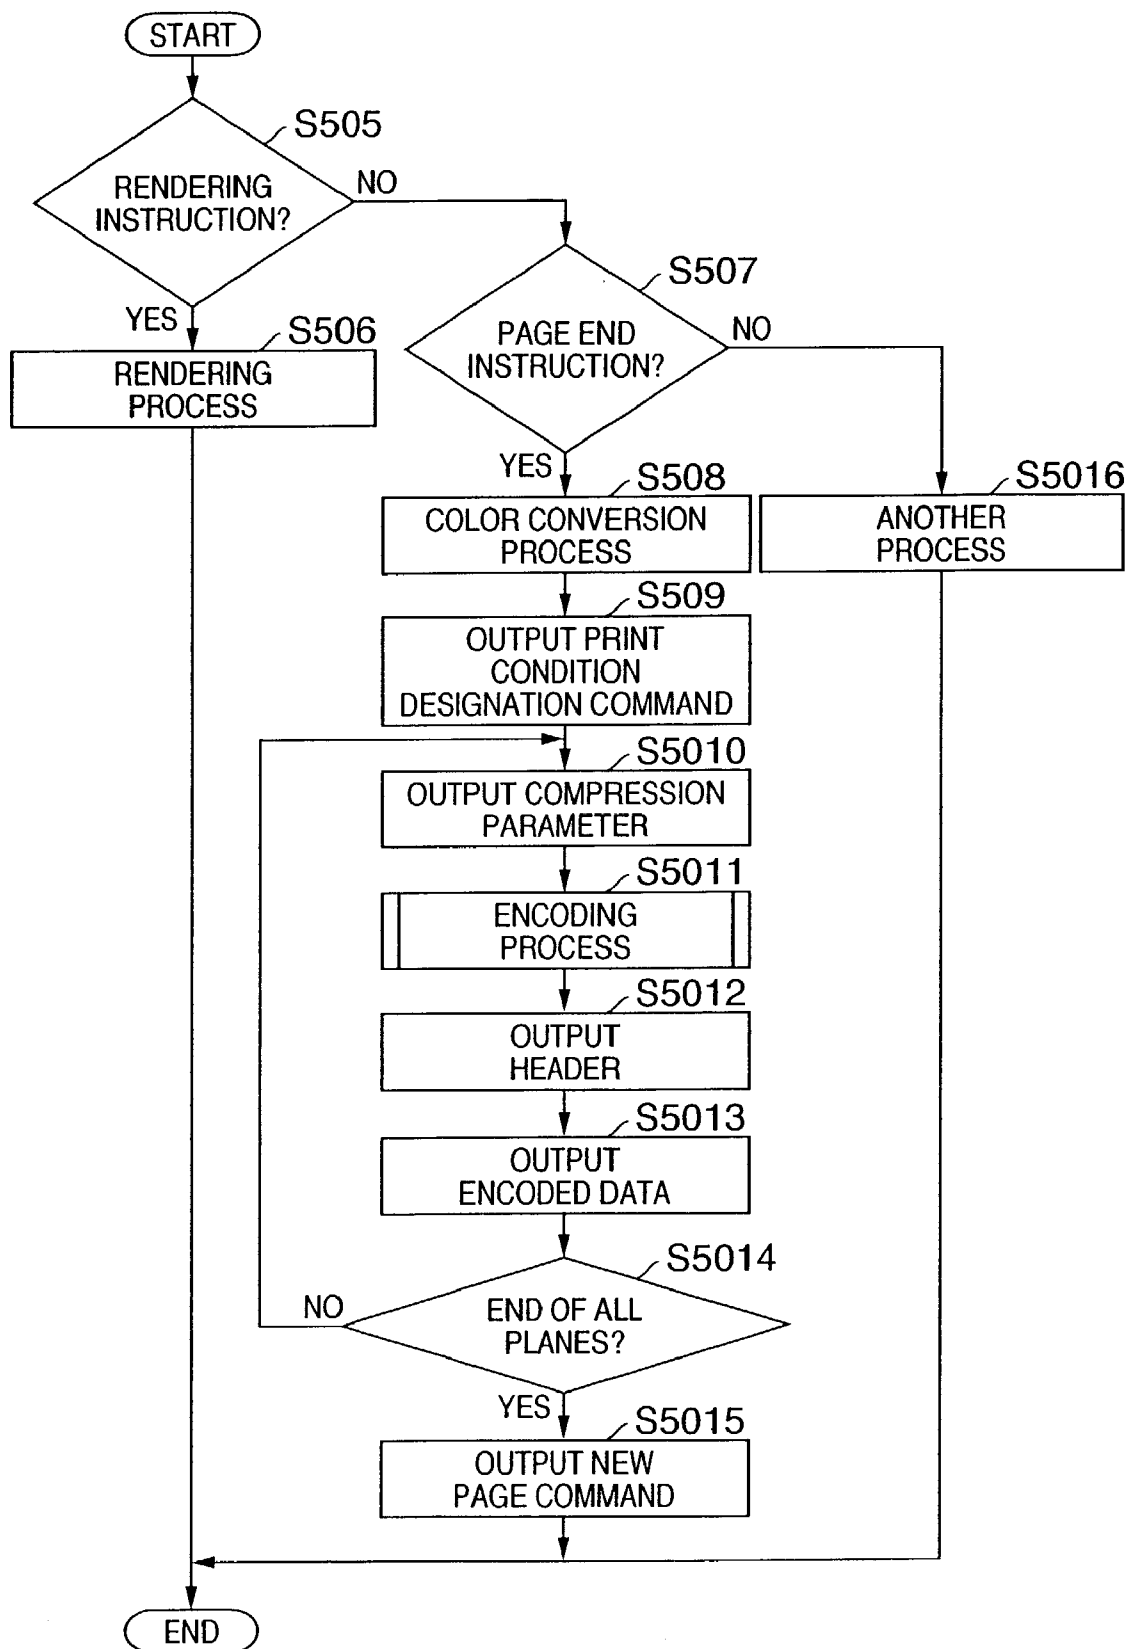 START
S505
RENDERING
INSTRUCTION?
NO
YES
S506
RENDERING
PROCESS
S507
PAGE END
INSTRUCTION?
NO
YES
S508
COLOR CONVERSION
PROCESS
S5016
ANOTHER
PROCESS
S509
OUTPUT PRINT
CONDITION
DESIGNATION COMMAND
S5010
OUTPUT COMPRESSION
PARAMETER
S5011
ENCODING
PROCESS
S5012
OUTPUT
HEADER
S5013
OUTPUT
ENCODED DATA
S5014
END OF ALL
PLANES?
NO
YES
S5015
OUTPUT NEW
PAGE COMMAND
END